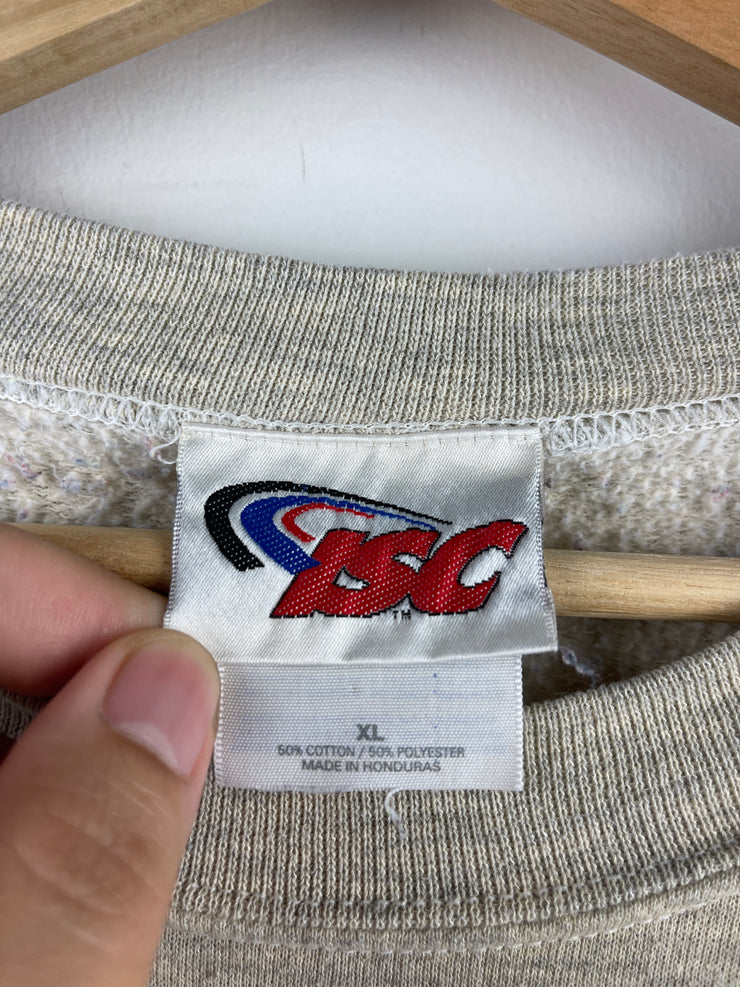 ISC
TM
XL
50% COTTON / 50% POLYESTER
MADE IN HONDURAS